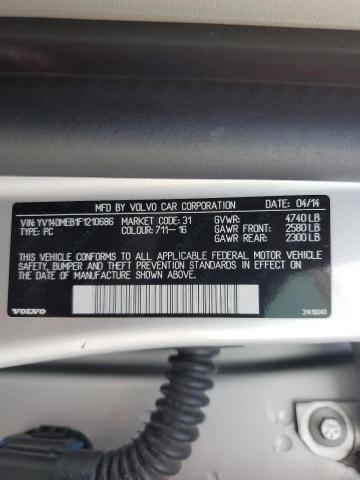 MFD BY VOLVO CAR CORPORATION DATE: 04/14
VIN: YV140MEB1F1210686 MARKET CODE: 31 GVWR: 4740 LB
TYPE: PC COLOUR: 711-16 GAWR FRONT: 2580 LB
GAWR REAR: 2300 LB
THIS VEHICLE CONFORMS TO ALL APPLICABLE FEDERAL MOTOR VEHICLE
SAFETY, BUMPER, AND THEFT PREVENTION STANDARDS IN EFFECT ON THE
DATE OF MANUFACTURE SHOWN ABOVE.
VOLVO 31416040